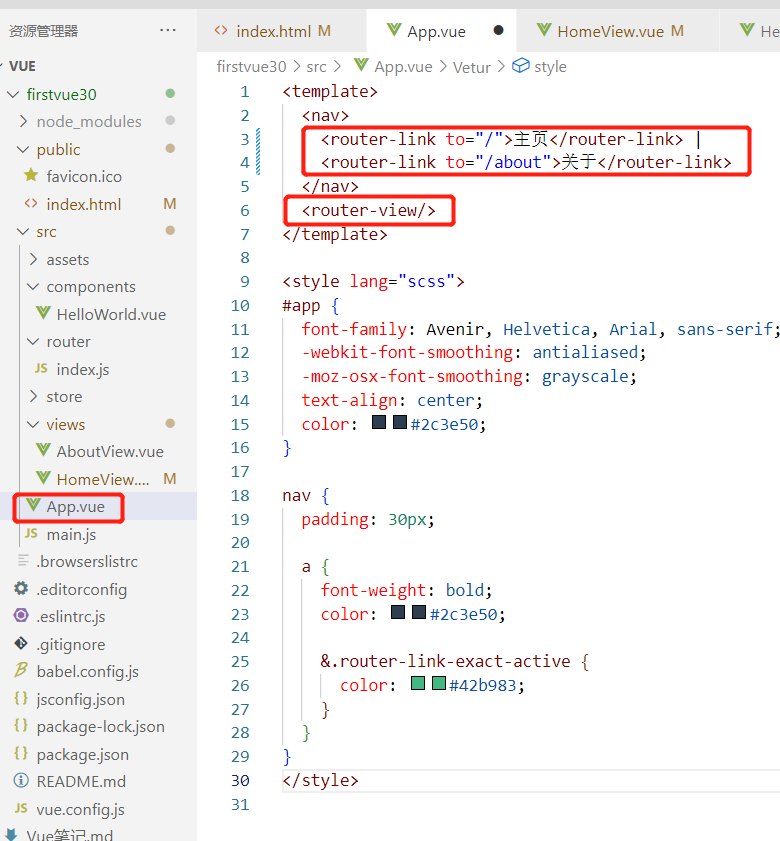 资源管理器 ···
VUE
firstvue30
node_modules
public
favicon.ico
index.html M
src
assets
components
HelloWorld.vue
router
JS index.js
store
views
AboutView.vue
HomeView.... M
App.vue
JS main.js
.browserslistrc
.editorconfig
.eslintrc.js
.gitignore
babel.config.js
{} jsconfig.json
{} package-lock.json
{} package.json
README.md
JS vue.config.js
Vue笔记.md
<> index.html M App.vue ● HomeView.vue M He
firstvue30 > src > App.vue > Vetur > style
1 <template>
2 <nav>
3 <router-link to="/">主页</router-link> |
4 <router-link to="/about">关于</router-link>
5 </nav>
6 <router-view/>
7 </template>
8
9 <style lang="scss">
10 #app {
11 font-family: Avenir, Helvetica, Arial, sans-serif;
12 -webkit-font-smoothing: antialiased;
13 -moz-osx-font-smoothing: grayscale;
14 text-align: center;
15 color: #2c3e50;
16 }
17
18 nav {
19 padding: 30px;
20
21 a {
22 font-weight: bold;
23 color: #2c3e50;
24
25 &.router-link-exact-active {
26 color: #42b983;
27 }
28 }
29 }
30 </style>
31